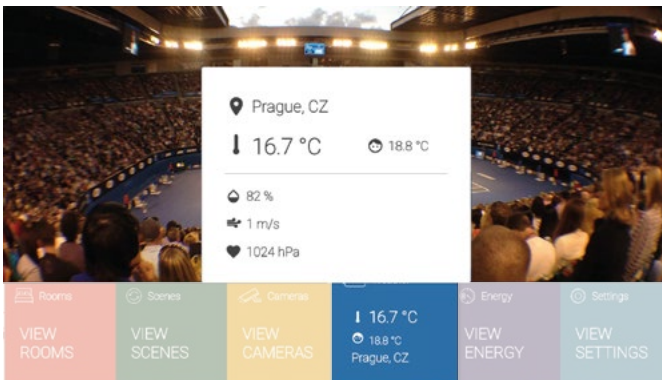 Prague, CZ
16.7 °C
18.8 °C
82 %
1 m/s
1024 hPa
Rooms
VIEW
ROOMS
Scenes
VIEW
SCENES
Cameras
VIEW
CAMERAS
16.7 °C
18.8 °C
Prague, CZ
Energy
VIEW
ENERGY
Settings
VIEW
SETTINGS